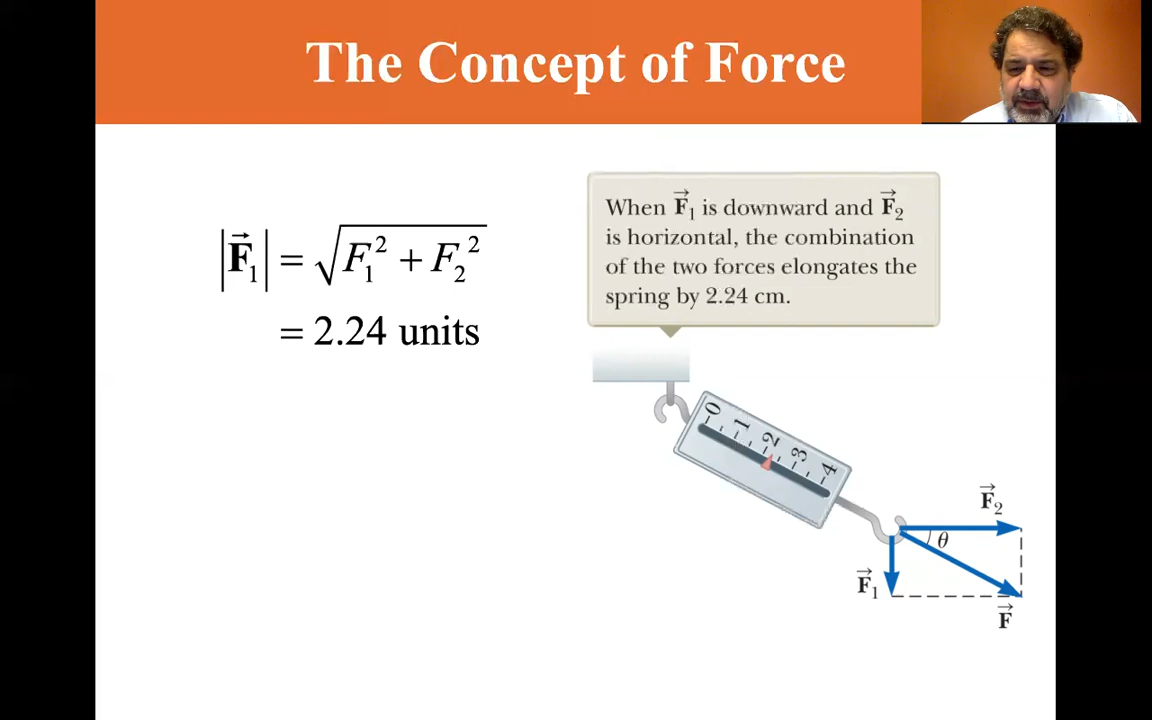 The Concept of Force
|F⃗₁| = √(F₁² + F₂²)
= 2.24 units
When F⃗₁ is downward and F⃗₂
is horizontal, the combination
of the two forces elongates the
spring by 2.24 cm.
0
1
2
3
4
F⃗₂
θ
F⃗₁
F⃗